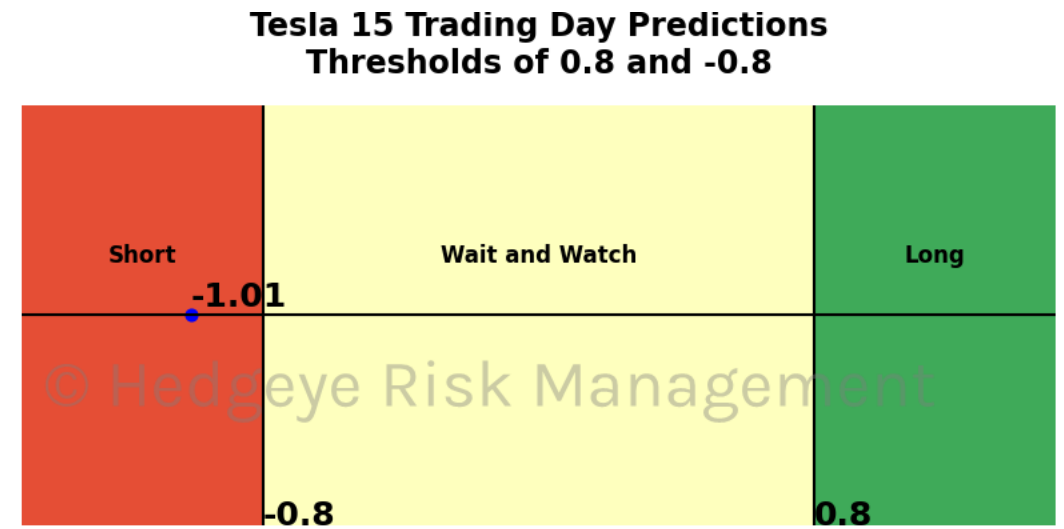 Tesla 15 Trading Day Predictions
Thresholds of 0.8 and -0.8
Short
Wait and Watch
Long
-1.01
© Hedgeye Risk Management
-0.8
0.8